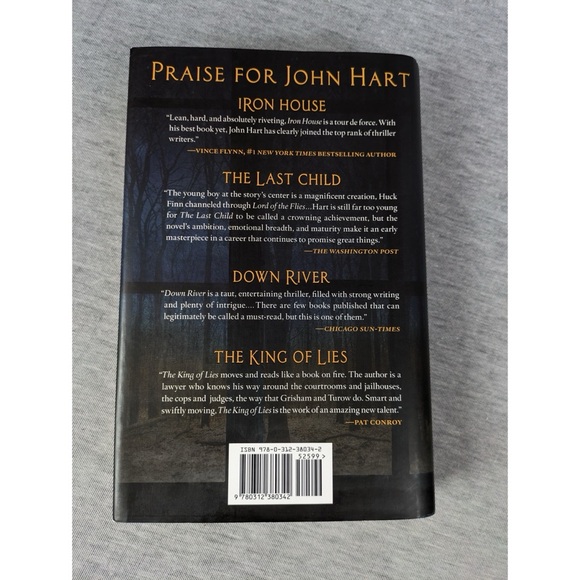 PRAISE FOR JOHN HART
IRON HOUSE
"Lean, hard, and absolutely riveting, Iron House is a tour de force. With
his best book yet, John Hart has clearly joined the top rank of thriller
writers."
—VINCE FLYNN, #1 NEW YORK TIMES BESTSELLING AUTHOR
THE LAST CHILD
"The young boy at the story's center is a magnificent creation, Huck
Finn channeled through Lord of the Flies…Hart is still far too young
for The Last Child to be called a crowning achievement, but the
novel's ambition, emotional breadth, and maturity make it an early
masterpiece in a career that continues to promise great things."
—THE WASHINGTON POST
DOWN RIVER
"Down River is a taut, entertaining thriller, filled with strong writing
and plenty of intrigue.… There are few books published that can
legitimately be called a must-read, but this is one of them."
—CHICAGO SUN-TIMES
THE KING OF LIES
"The King of Lies moves and reads like a book on fire. The author is a
lawyer who knows his way around the courtrooms and jailhouses,
the cops and judges, the way that Grisham and Turow do. Smart and
swiftly moving, The King of Lies is the work of an amazing new talent."
—PAT CONROY
ISBN 978-0-312-38034-2
52599>
9 780312 380342